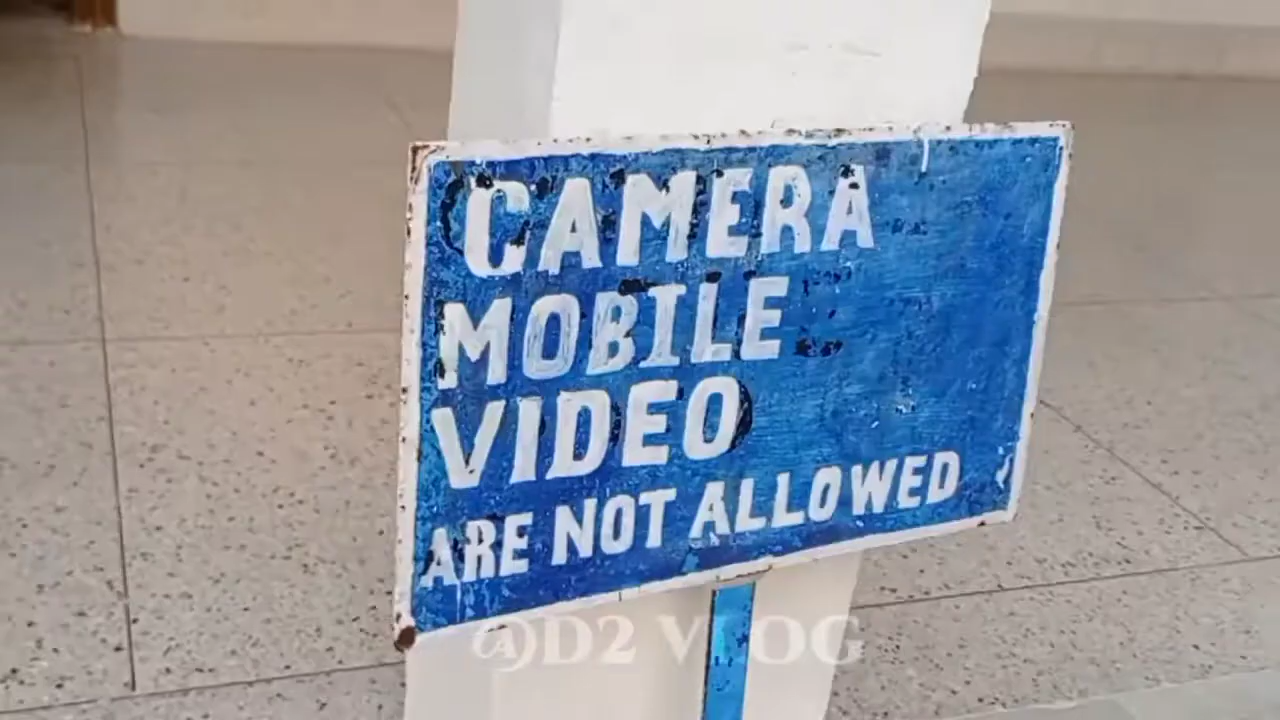 CAMERA
MOBILE
VIDEO
ARE NOT ALLOWED
@D2 VLOG